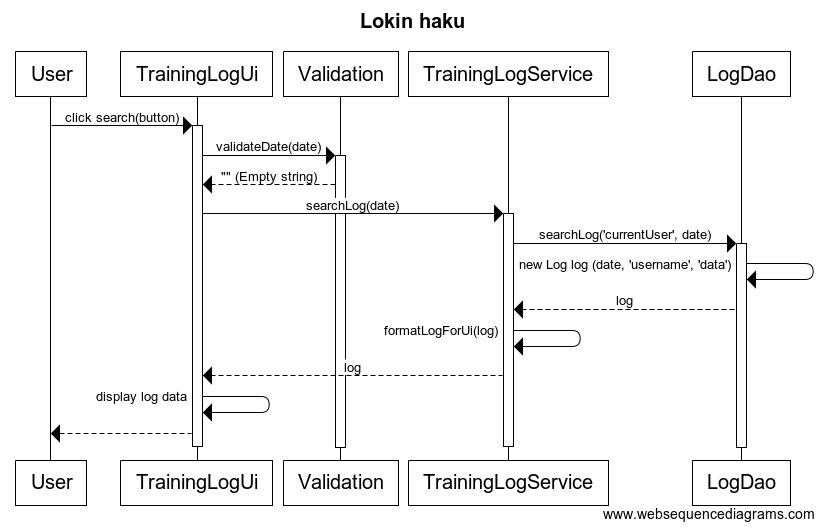 Lokin haku
User
TrainingLogUi
Validation
TrainingLogService
LogDao
click search(button)
validateDate(date)
"" (Empty string)
searchLog(date)
searchLog('currentUser', date)
new Log log (date, 'username', 'data')
log
formatLogForUi(log)
log
display log data
User
TrainingLogUi
Validation
TrainingLogService
LogDao
www.websequencediagrams.com